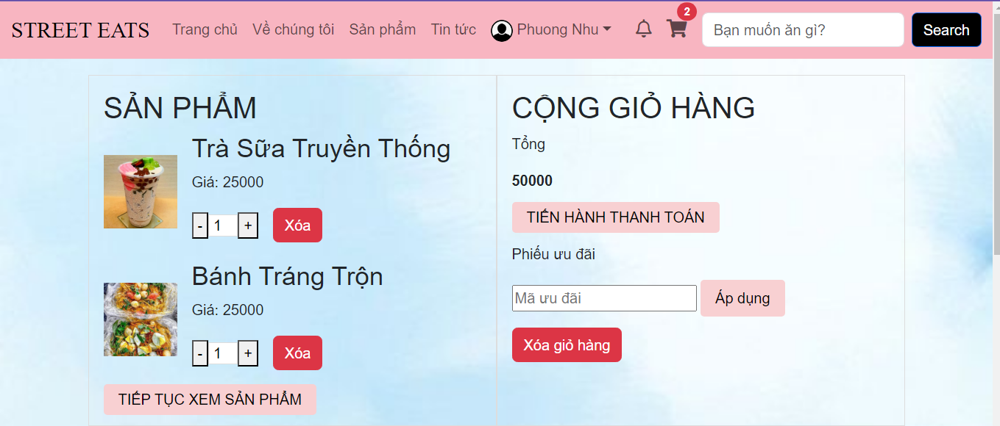 STREET EATS Trang chủ Về chúng tôi Sản phẩm Tin tức Phuong Nhu 2 Bạn muốn ăn gì? Search
SẢN PHẨM
Trà Sữa Truyền Thống
Giá: 25000
- 1 + Xóa
Bánh Tráng Trộn
Giá: 25000
- 1 + Xóa
TIẾP TỤC XEM SẢN PHẨM
CỘNG GIỎ HÀNG
Tổng
50000
TIẾN HÀNH THANH TOÁN
Phiếu ưu đãi
Mã ưu đãi Áp dụng
Xóa giỏ hàng